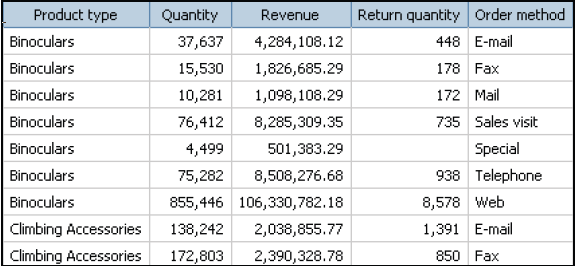 Product type Quantity Revenue Return quantity Order method
Binoculars 37,637 4,284,108.12 448 E-mail
Binoculars 15,530 1,826,685.29 178 Fax
Binoculars 10,281 1,098,108.29 172 Mail
Binoculars 76,412 8,285,309.35 735 Sales visit
Binoculars 4,499 501,383.29 Special
Binoculars 75,282 8,508,276.68 938 Telephone
Binoculars 855,446 106,330,782.18 8,578 Web
Climbing Accessories 138,242 2,038,855.77 1,391 E-mail
Climbing Accessories 172,803 2,390,328.78 850 Fax